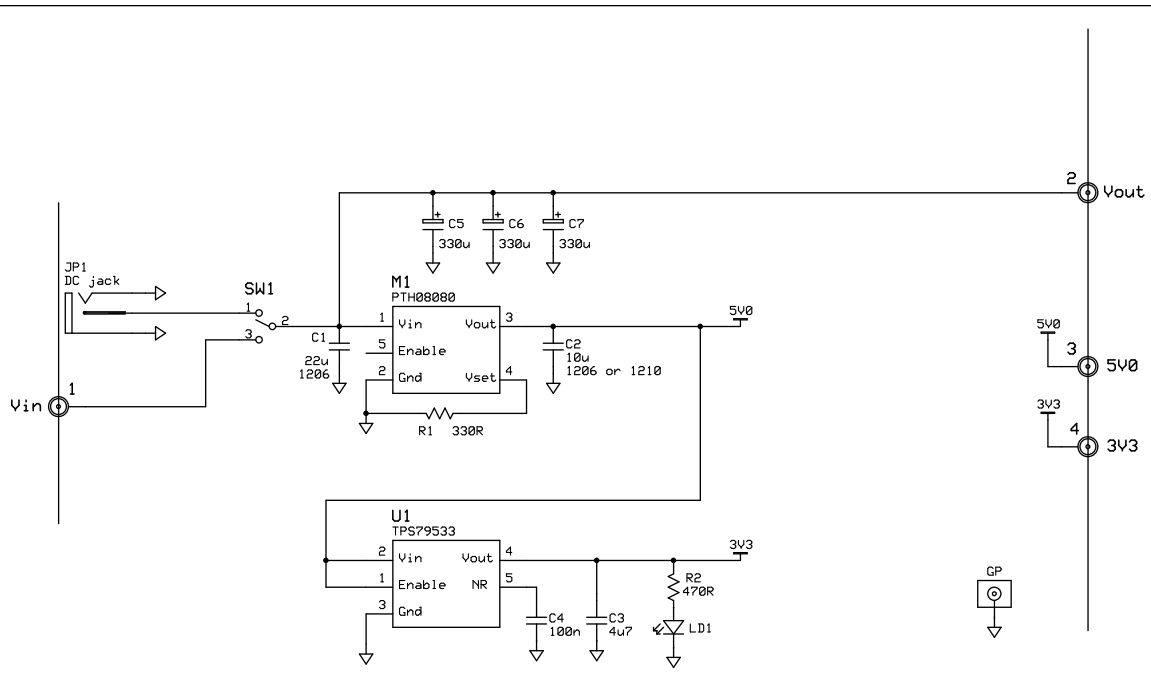 2
Vout
C5
330u
C6
330u
C7
330u
JP1
DC jack
SW1
1
2
3
M1
PTH08080
1
Vin
Vout
3
5
Enable
2
Gnd
Vset
4
C1
22u
1206
C2
10u
1206 or 1210
5V0
R1
330R
5V0
3
5V0
1
Vin
3V3
4
3V3
U1
TPS79533
2
Vin
Vout
4
1
Enable
NR
5
3
Gnd
3V3
R2
470R
C4
100n
C3
4u7
LD1
GP